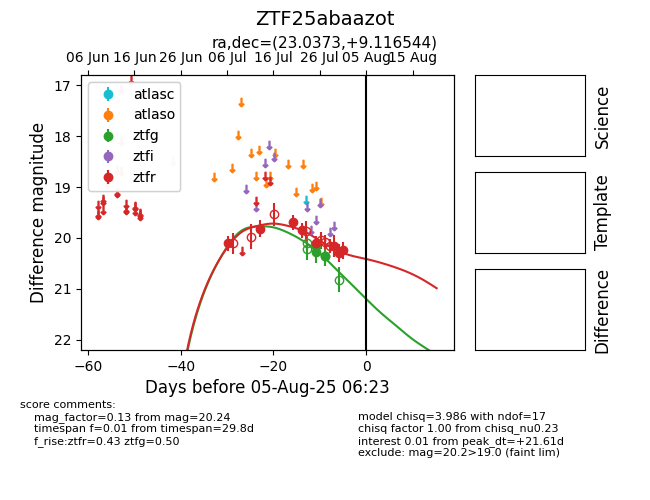 ZTF25abaazot
ra,dec=(23.0373,+9.116544)
06 Jun 16 Jun 26 Jun 06 Jul 16 Jul 26 Jul 05 Aug 15 Aug
17
18
19
20
21
22
Difference magnitude
atlasc
atlaso
ztfg
ztfi
ztfr
−60 −40 −20 0
Days before 05-Aug-25 06:23
Science
Template
Difference
score comments:
mag_factor=0.13 from mag=20.24
timespan f=0.01 from timespan=29.8d
f_rise:ztfr=0.43 ztfg=0.50
model chisq=3.986 with ndof=17
chisq factor 1.00 from chisq_nu0.23
interest 0.01 from peak_dt=+21.61d
exclude: mag=20.2>19.0 (faint lim)